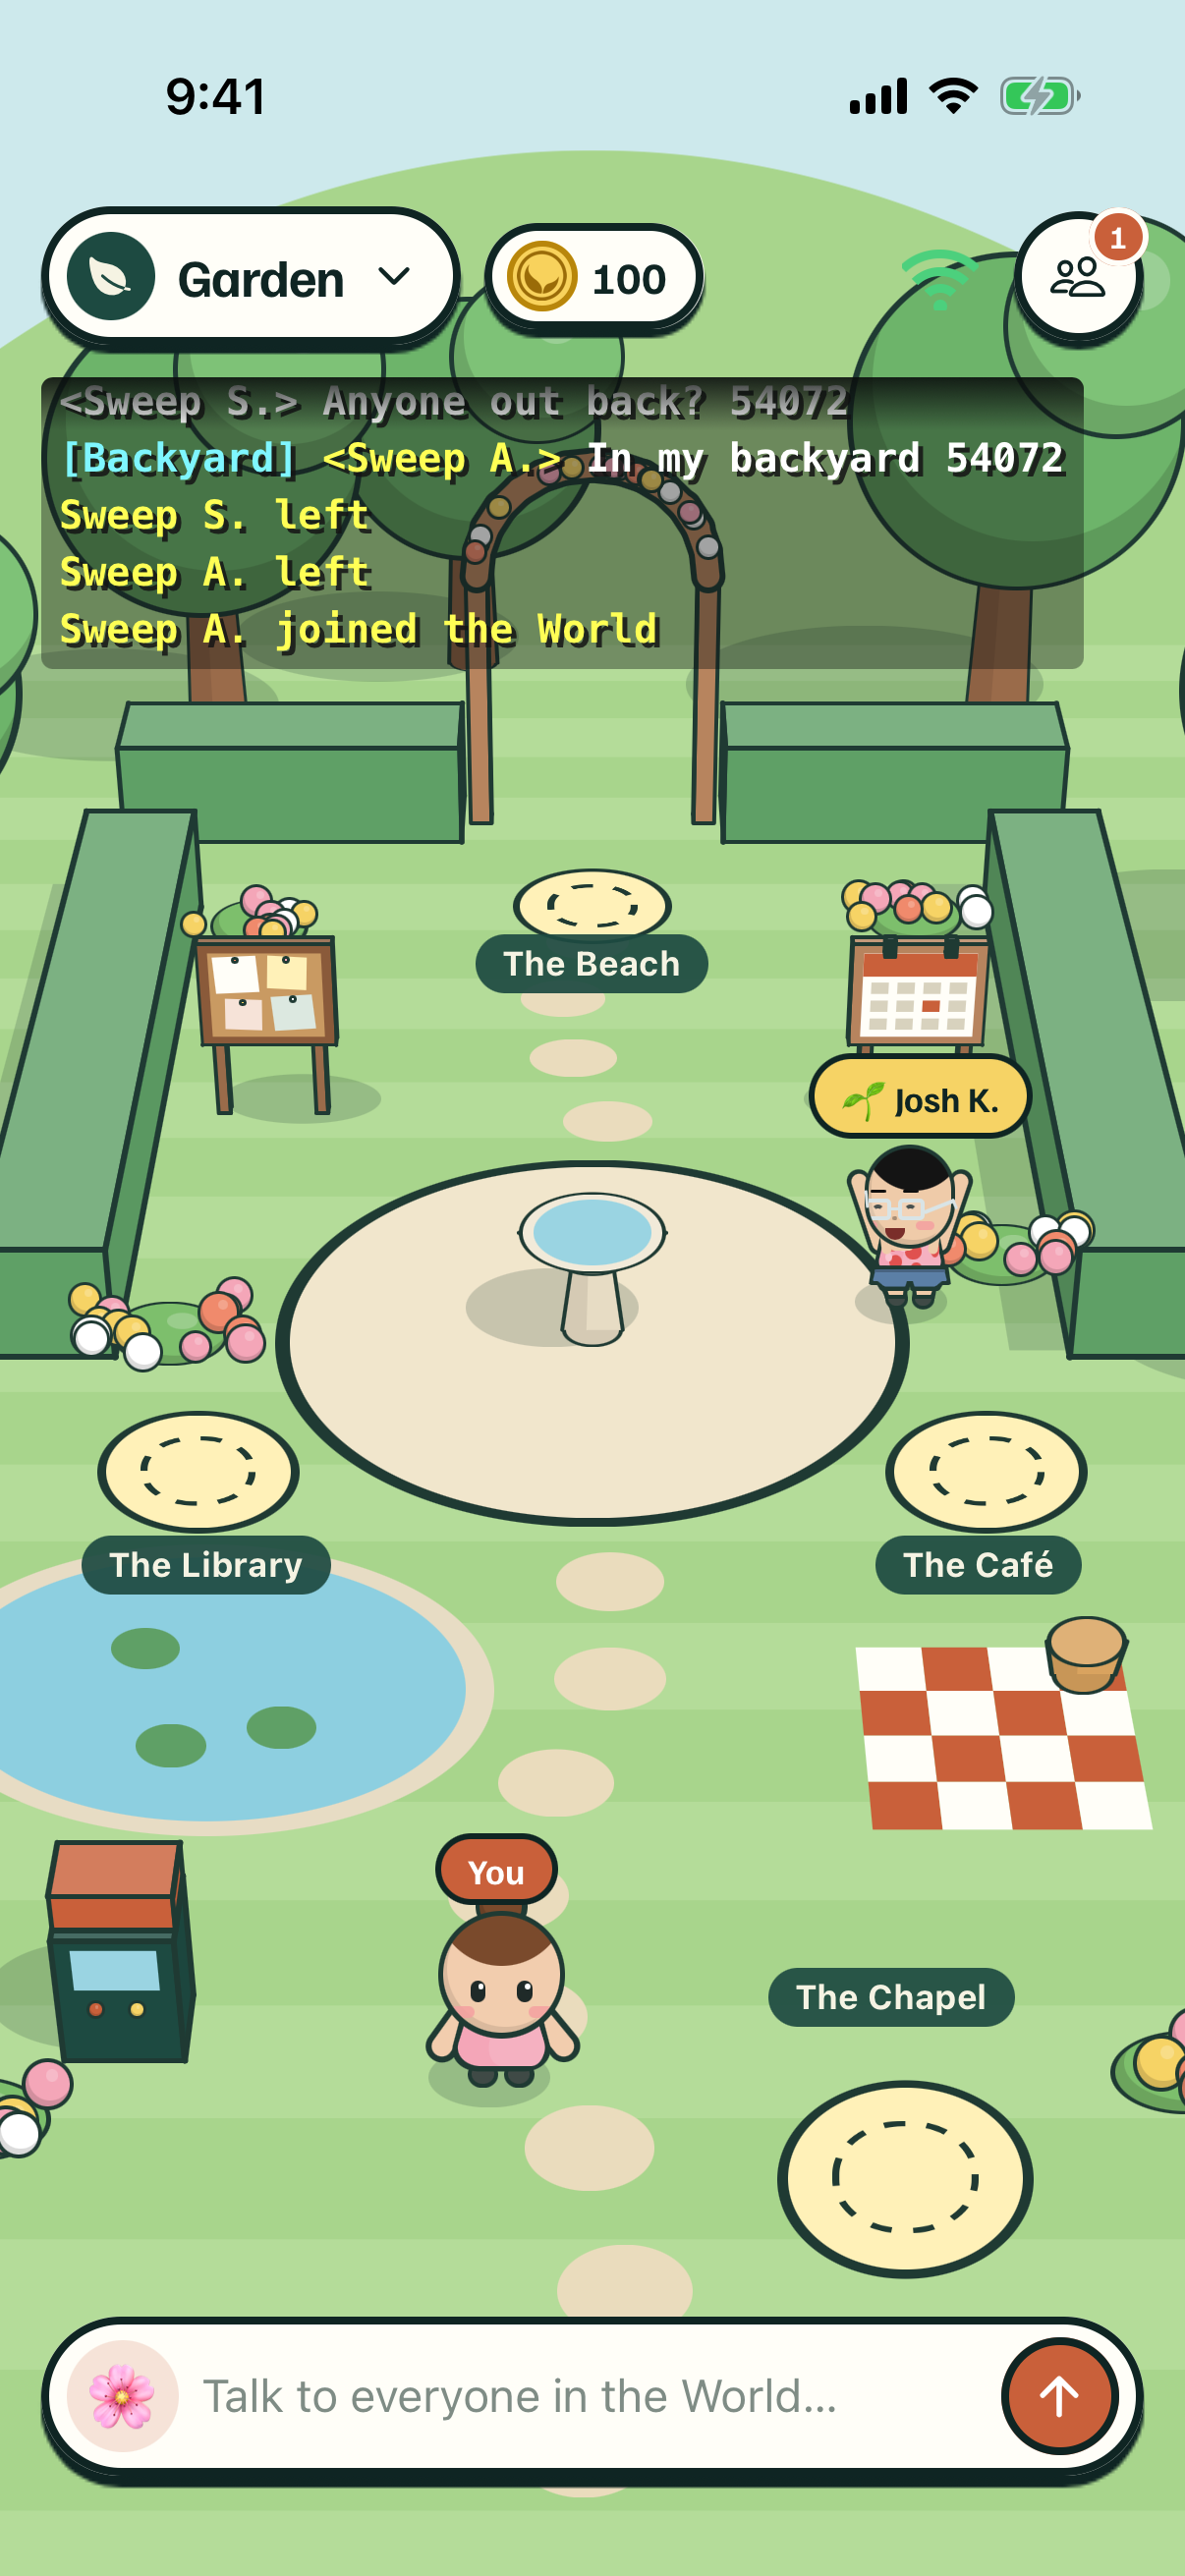 9:41
Garden
100
1
<Sweep S.> Anyone out back? 54072
[Backyard] <Sweep A.> In my backyard 54072
Sweep S. left
Sweep A. left
Sweep A. joined the World
The Beach
Josh K.
The Library
The Café
You
The Chapel
Talk to everyone in the World...